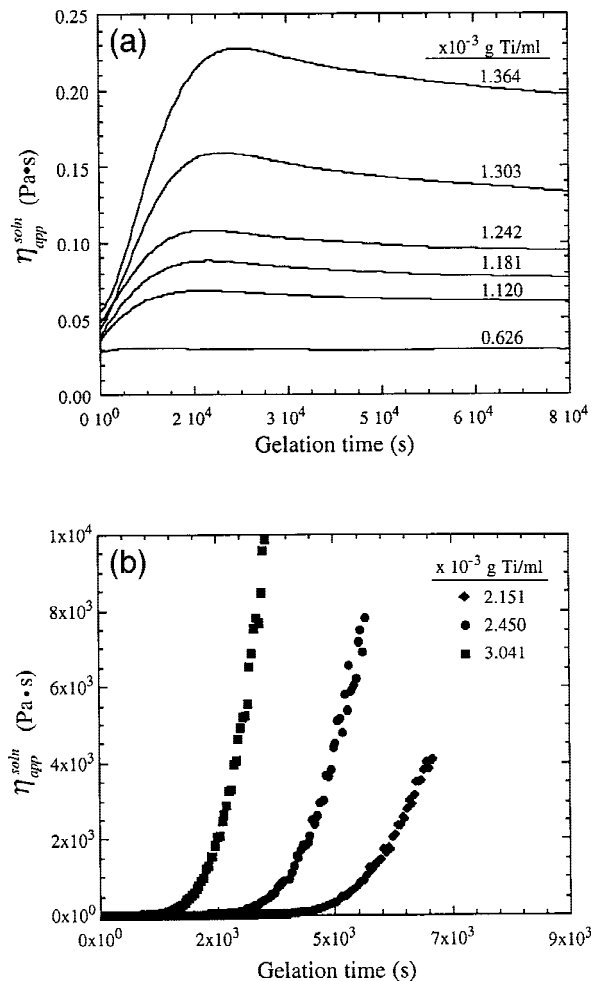 (a)
x10⁻³ g Ti/ml
1.364
1.303
1.242
1.181
1.120
0.626
0.25
0.20
0.15
0.10
0.05
0.00
η_app^soln (Pa•s)
0 10⁰ 2 10⁴ 3 10⁴ 5 10⁴ 6 10⁴ 8 10⁴
Gelation time (s)
(b)
x 10⁻³ g Ti/ml
2.151
2.450
3.041
1x10⁴
8x10³
6x10³
4x10³
2x10³
0x10⁰
η_app^soln (Pa • s)
0x10⁰ 2x10³ 5x10³ 7x10³ 9x10³
Gelation time (s)